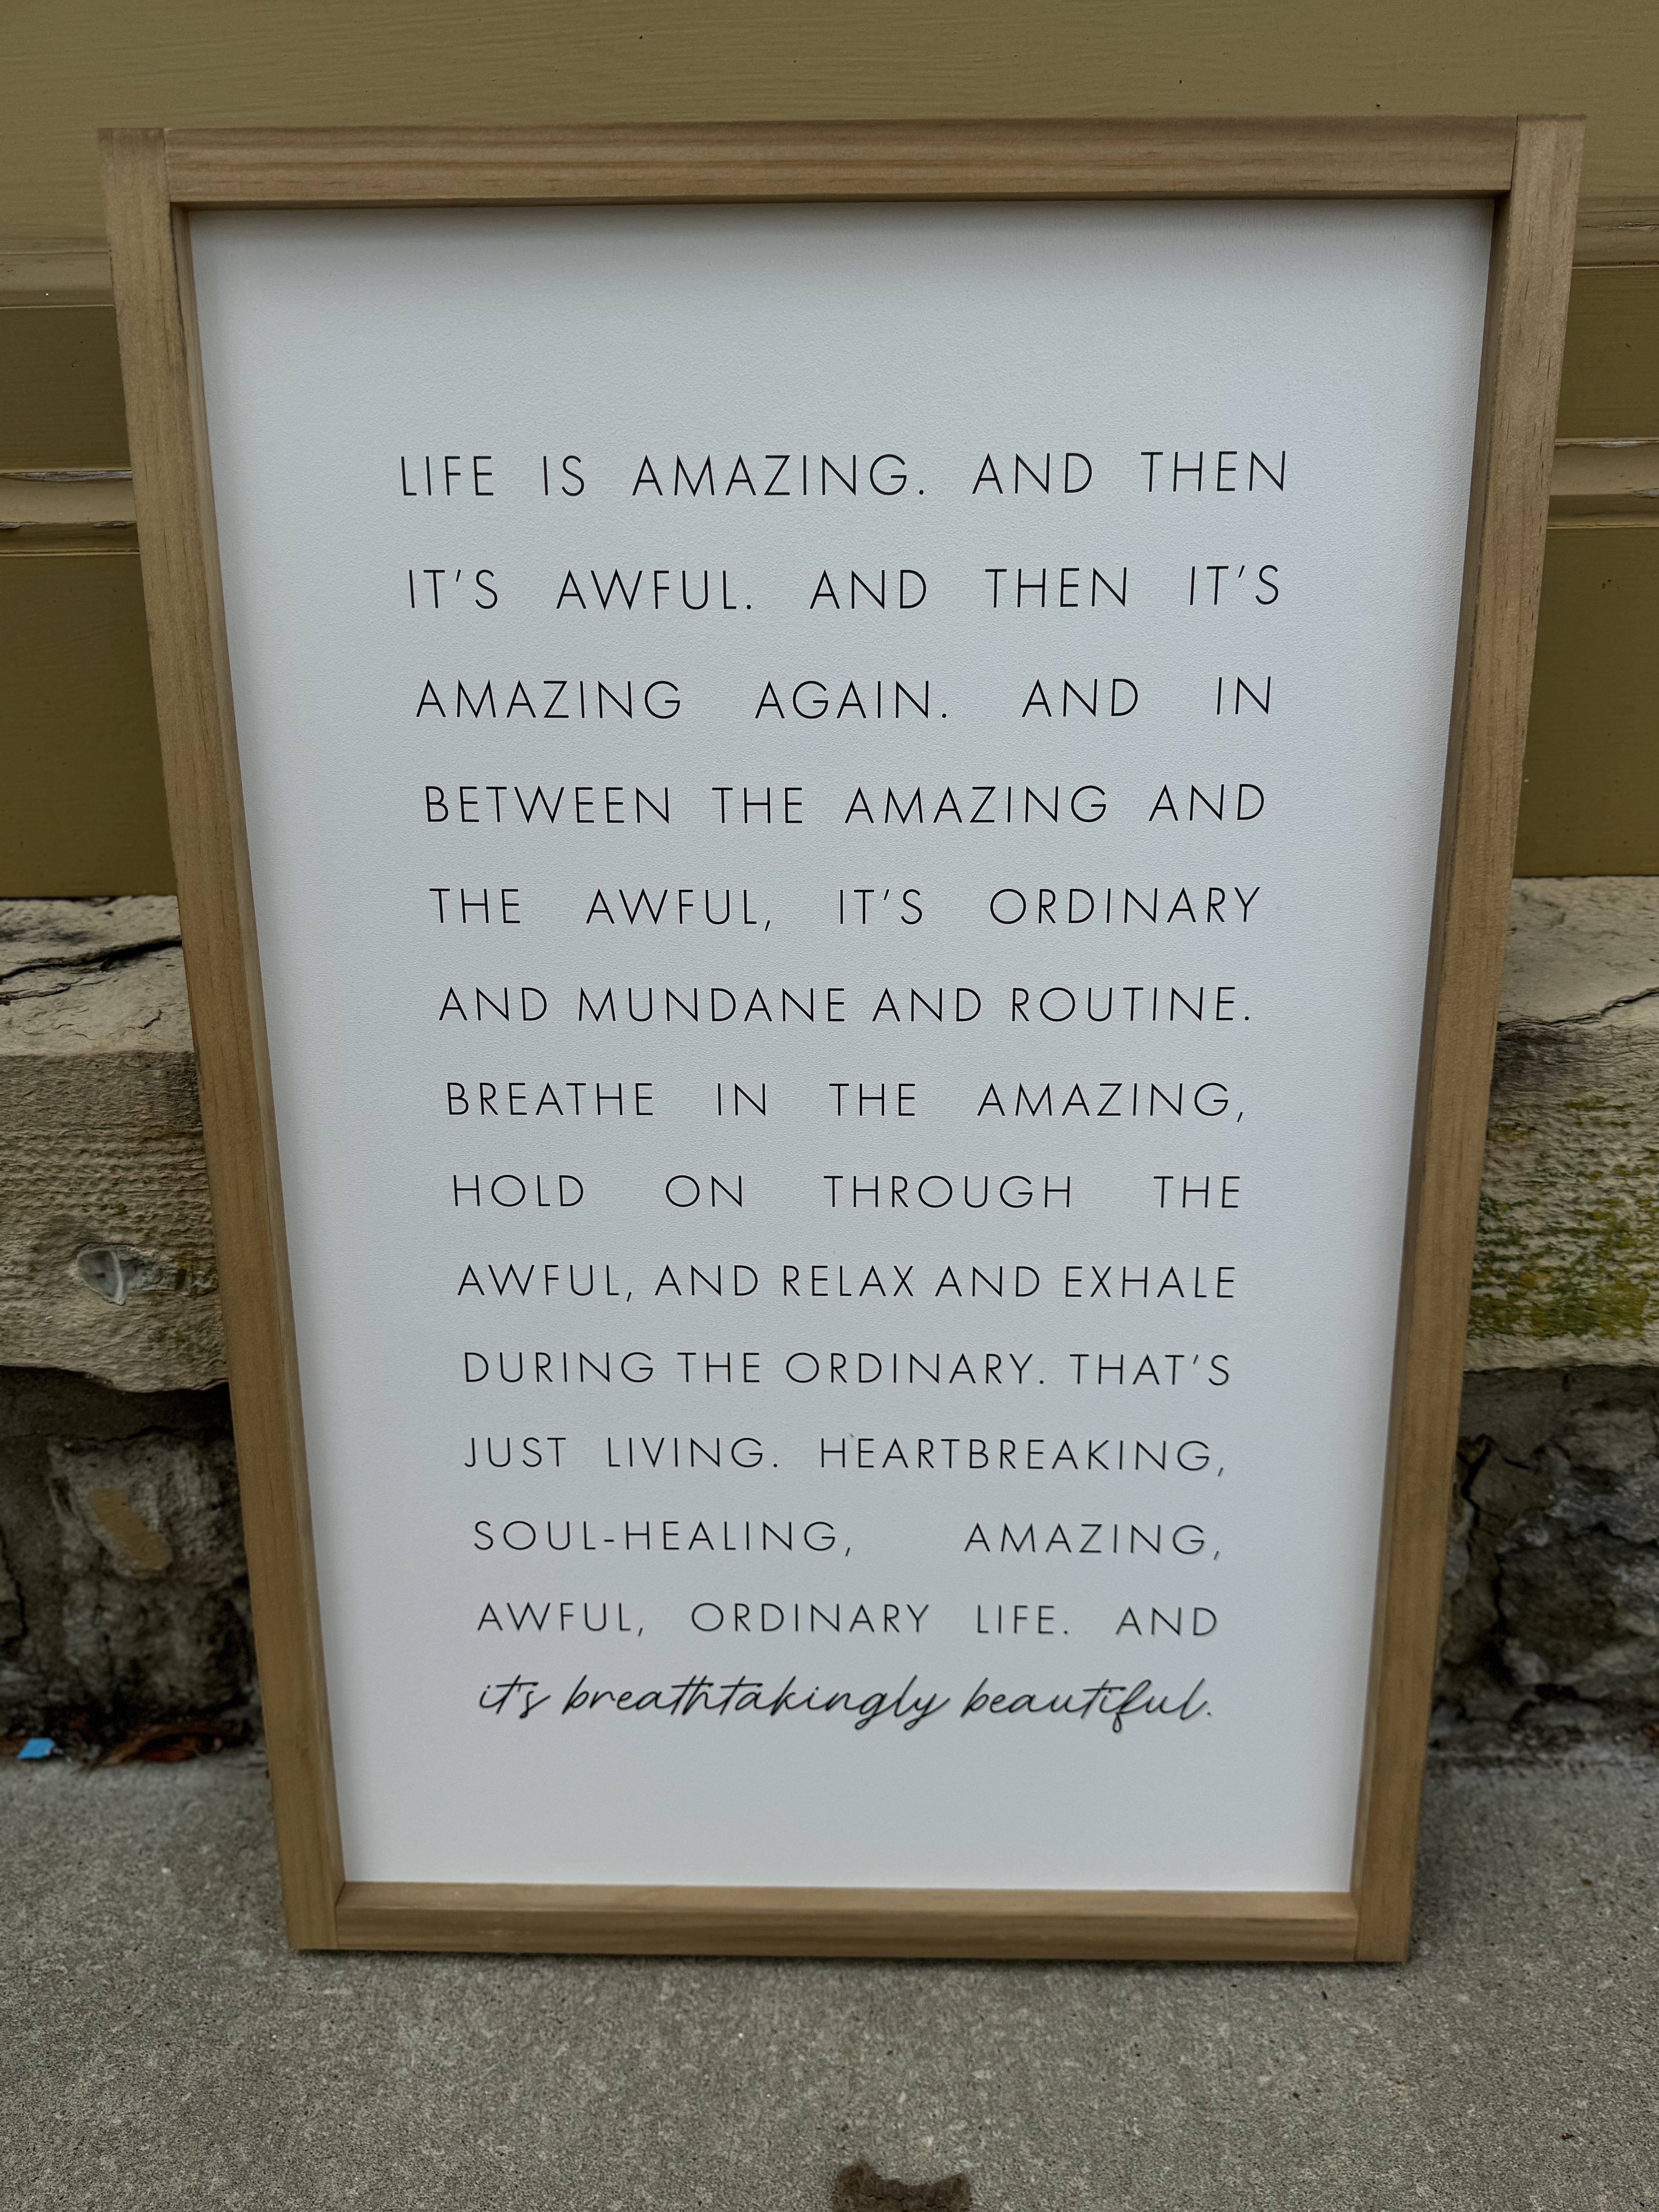 LIFE IS AMAZING. AND THEN
IT'S AWFUL. AND THEN IT'S
AMAZING AGAIN. AND IN
BETWEEN THE AMAZING AND
THE AWFUL, IT'S ORDINARY
AND MUNDANE AND ROUTINE.
BREATHE IN THE AMAZING,
HOLD ON THROUGH THE
AWFUL, AND RELAX AND EXHALE
DURING THE ORDINARY. THAT'S
JUST LIVING. HEARTBREAKING,
SOUL-HEALING, AMAZING,
AWFUL, ORDINARY LIFE. AND
it's breathtakingly beautiful.